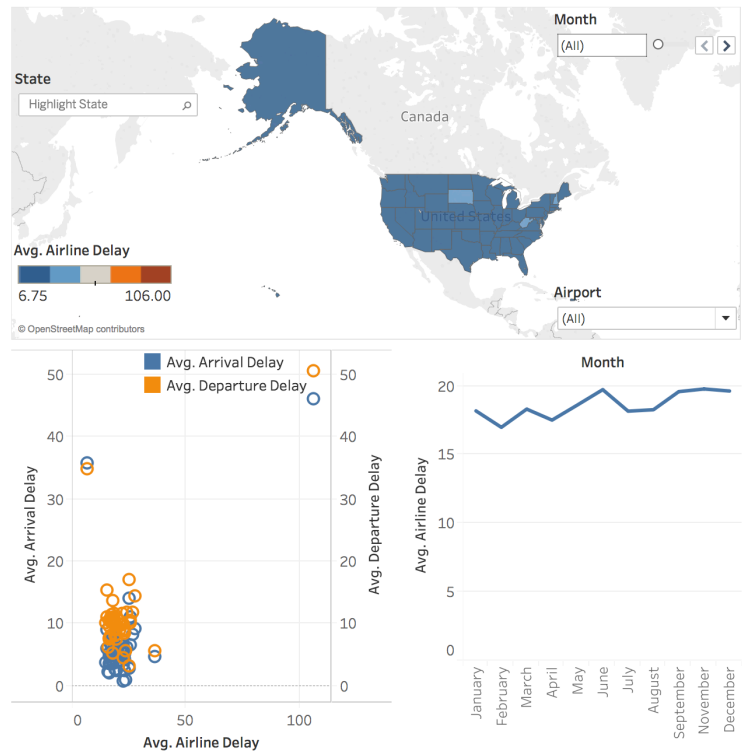 Month
(All)
State
Highlight State
Canada
United States
Avg. Airline Delay
6.75 106.00
Airport
(All)
© OpenStreetMap contributors
Avg. Arrival Delay
Avg. Departure Delay
50
40
30
20
10
0
50
40
30
20
10
0
Avg. Arrival Delay
Avg. Departure Delay
0 50 100
Avg. Airline Delay
Month
20
15
10
5
0
Avg. Airline Delay
January
February
March
April
May
June
July
August
September
November
December